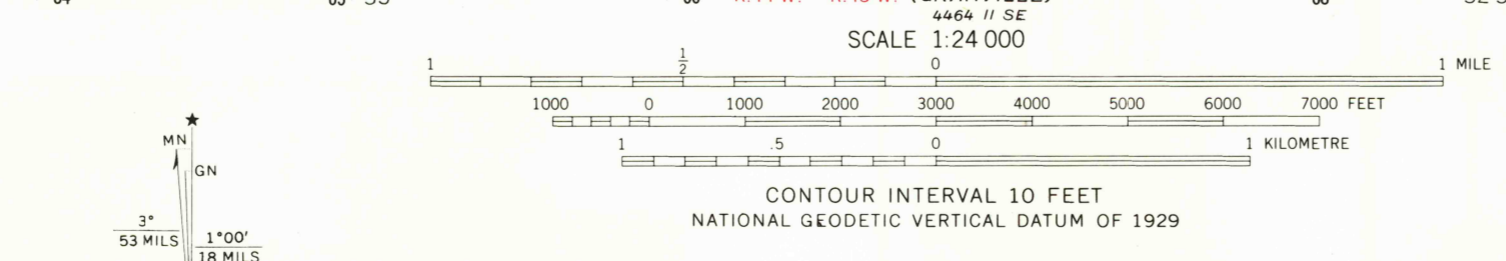 4464 II SE
SCALE 1:24 000
1 1/2 0 1 MILE
1000 0 1000 2000 3000 4000 5000 6000 7000 FEET
1 .5 0 1 KILOMETRE
CONTOUR INTERVAL 10 FEET
NATIONAL GEODETIC VERTICAL DATUM OF 1929
★
MN
GN
3°
53 MILS
1°00'
18 MILS